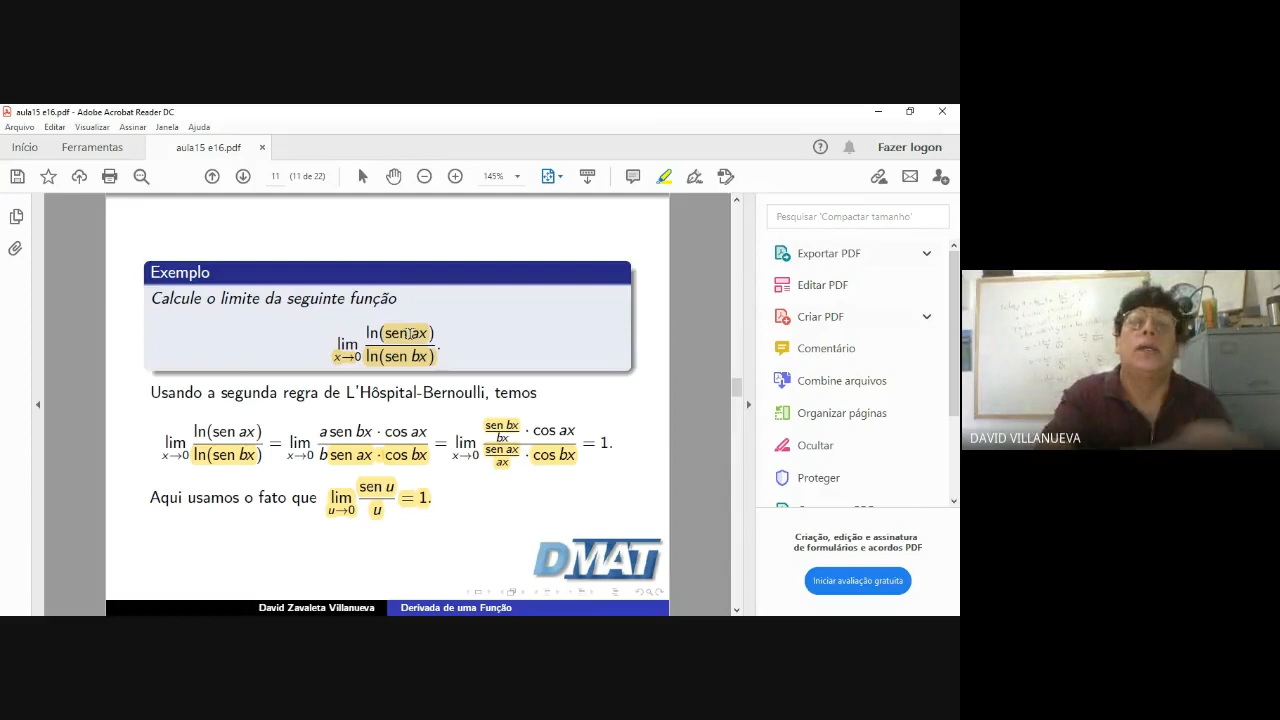 aula15 e16.pdf - Adobe Acrobat Reader DC
Arquivo Editar Visualizar Assinar Janela Ajuda
Início Ferramentas aula15 e16.pdf × Fazer logon
11 (11 de 22) 145%
Exemplo
Calcule o limite da seguinte função
lim x→0 ln(sen ax) / ln(sen bx) .
Usando a segunda regra de L'Hôspital-Bernoulli, temos
lim x→0 ln(sen ax) / ln(sen bx) = lim x→0 a sen bx · cos ax / b sen ax · cos bx = lim x→0 (sen bx / bx · cos ax) / (sen ax / ax · cos bx) = 1.
Aqui usamos o fato que lim u→0 sen u / u = 1.
DMAT
David Zavaleta Villanueva Derivada de uma Função
Pesquisar 'Compactar tamanho'
Exportar PDF
Editar PDF
Criar PDF
Comentário
Combine arquivos
Organizar páginas
Ocultar
Proteger
Criação, edição e assinatura
de formulários e acordos PDF
Iniciar avaliação gratuita
DAVID VILLANUEVA